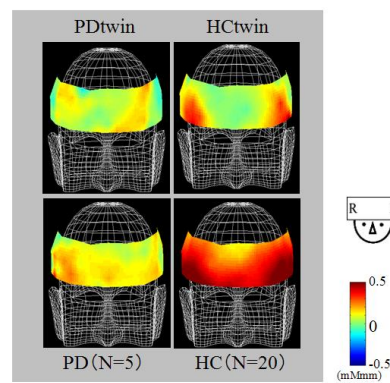 PDtwin HCtwin
R
0.5
0
-0.5
(mMmm)
PD(N=5) HC(N=20)